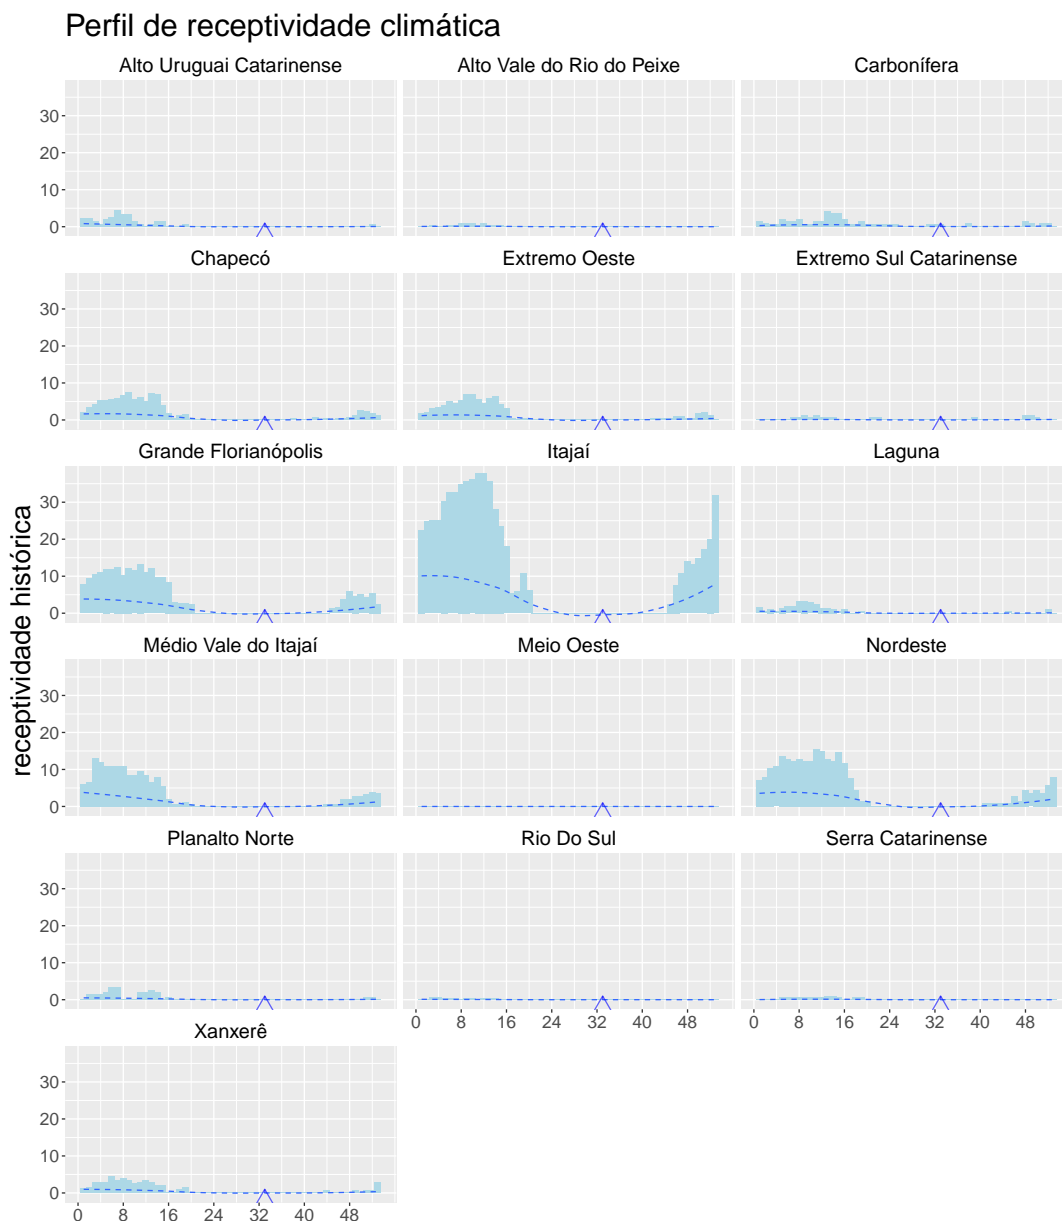 Perfil de receptividade climática
Alto Uruguai Catarinense Alto Vale do Rio do Peixe Carbonífera
30
20
10
0
Chapecó Extremo Oeste Extremo Sul Catarinense
30
20
10
0
Grande Florianópolis Itajaí Laguna
30
20
10
0
receptividade histórica
Médio Vale do Itajaí Meio Oeste Nordeste
30
20
10
0
Planalto Norte Rio Do Sul Serra Catarinense
30
20
10
0
0 8 16 24 32 40 48 0 8 16 24 32 40 48
Xanxerê
30
20
10
0
0 8 16 24 32 40 48